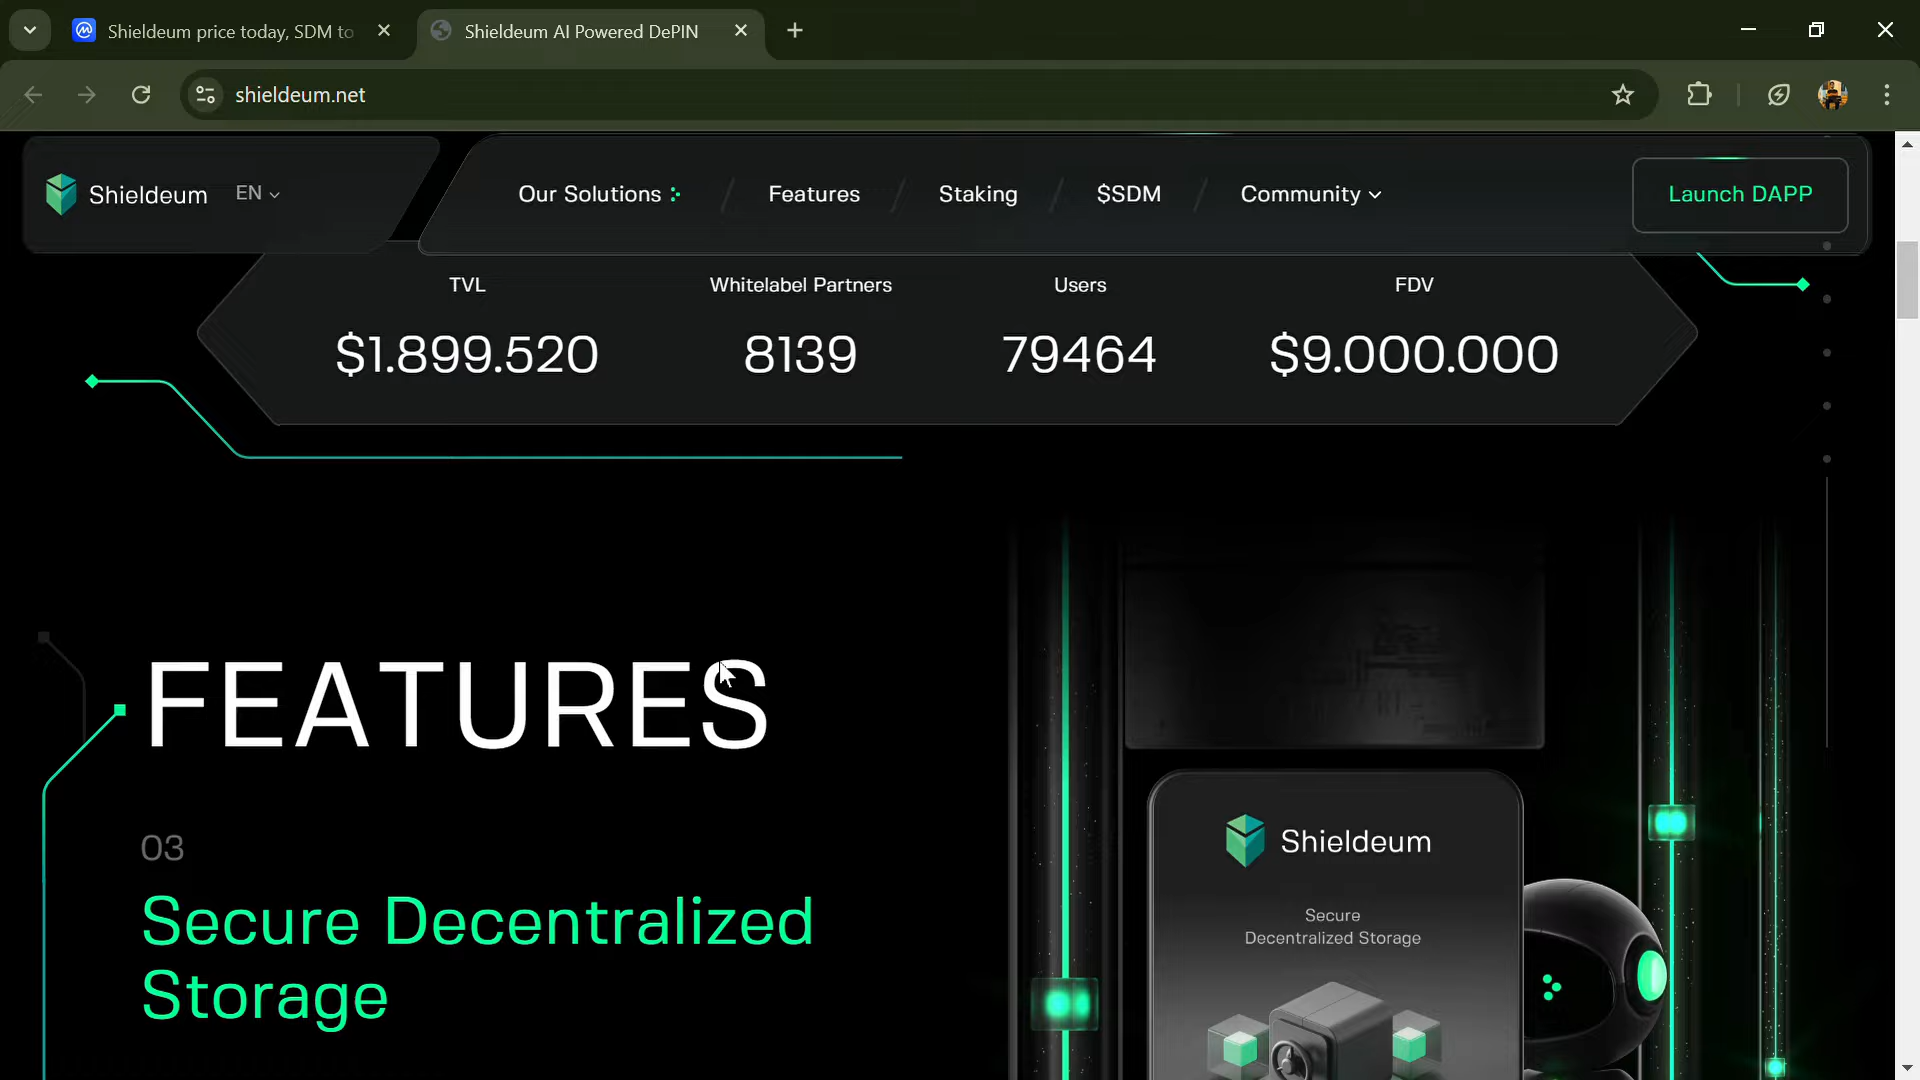 Shieldeum price today, SDM to
Shieldeum AI Powered DePIN
shieldeum.net
Shieldeum
EN
Our Solutions
Features
Staking
$SDM
Community
Launch DAPP
TVL
Whitelabel Partners
Users
FDV
$1.899.520
8139
79464
$9.000.000
FEATURES
03
Secure Decentralized
Storage
Shieldeum
Secure
Decentralized Storage